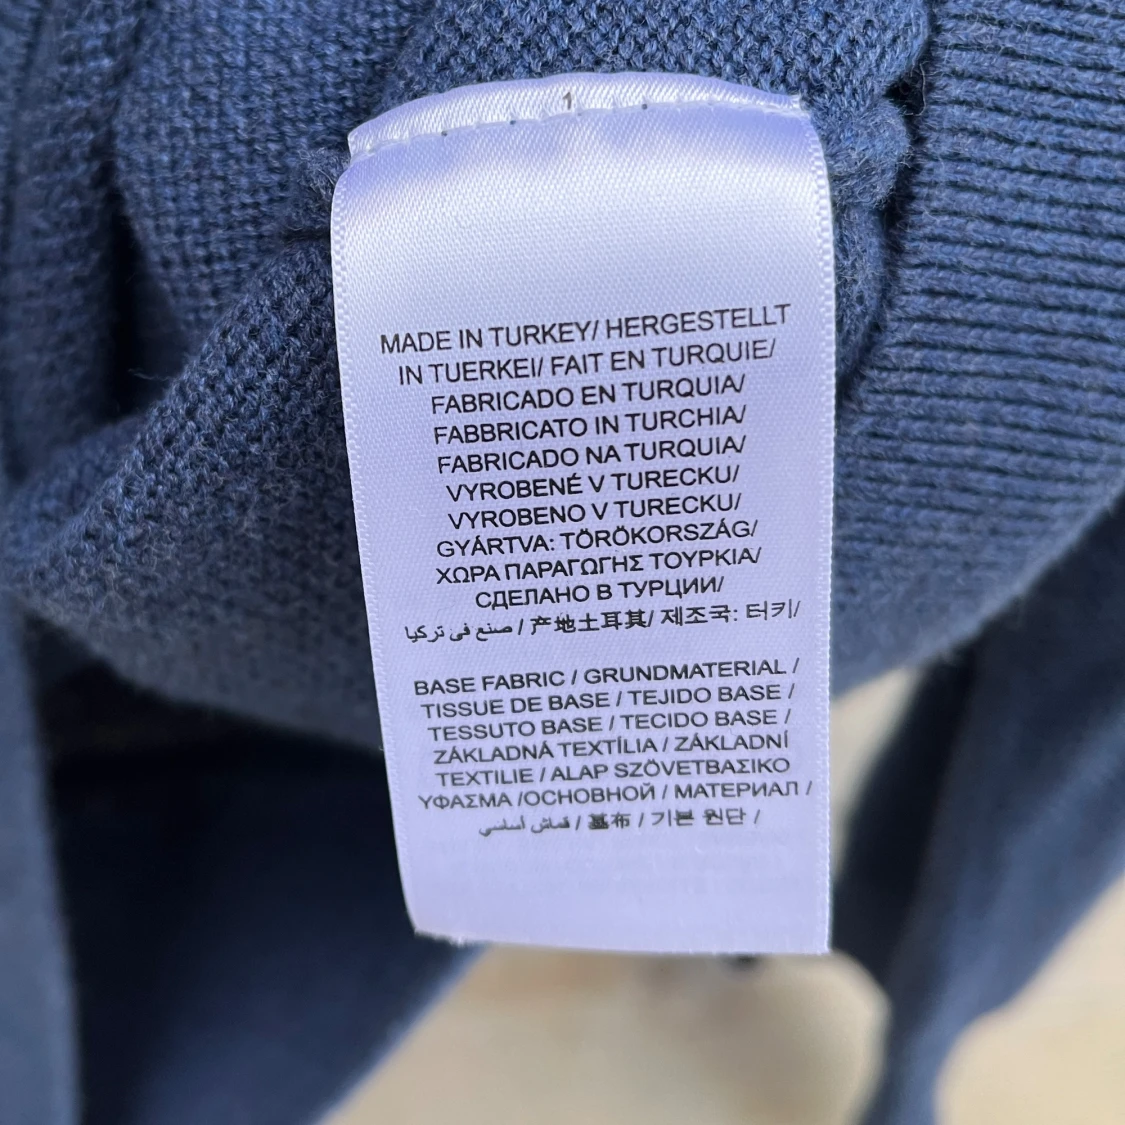 1
MADE IN TURKEY/ HERGESTELLT
IN TUERKEI/ FAIT EN TURQUIE/
FABRICADO EN TURQUIA/
FABBRICATO IN TURCHIA/
FABRICADO NA TURQUIA/
VYROBENÉ V TURECKU/
VYROBENO V TURECKU/
GYÁRTVA: TÖRÖKORSZÁG/
ΧΩΡΑ ΠΑΡΑΓΩΓΗΣ ΤΟΥΡΚΙΑ/
СДЕЛАНО В ТУРЦИИ/
صنع في تركيا / 产地土耳其/ 제조국: 터키/
BASE FABRIC / GRUNDMATERIAL /
TISSUE DE BASE / TEJIDO BASE /
TESSUTO BASE / TECIDO BASE /
ZÁKLADNÁ TEXTÍLIA / ZÁKLADNÍ
TEXTILIE / ALAP SZÖVETΒΑΣΙΚΟ
ΥΦΑΣΜΑ /ОСНОВНОЙ / МАТЕРИАЛ /
قماش أساسي / 基布 / 기본 원단 /